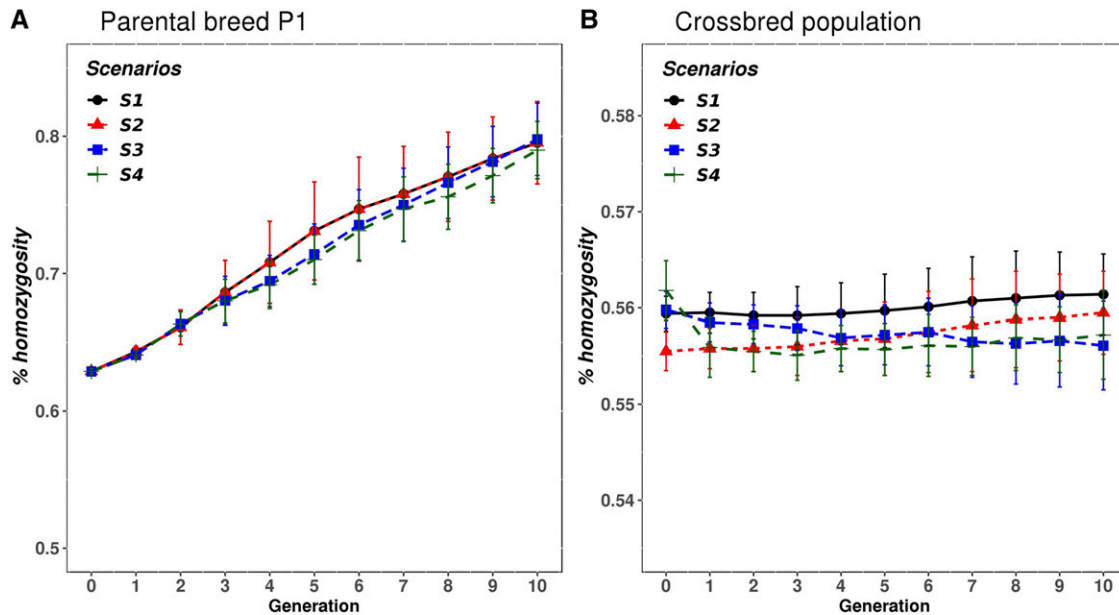 A Parental breed P1
Scenarios
S1
S2
S3
S4
% homozygosity
0.8
0.7
0.6
0.5
0 1 2 3 4 5 6 7 8 9 10
Generation
B Crossbred population
Scenarios
S1
S2
S3
S4
% homozygosity
0.58
0.57
0.56
0.55
0.54
0 1 2 3 4 5 6 7 8 9 10
Generation